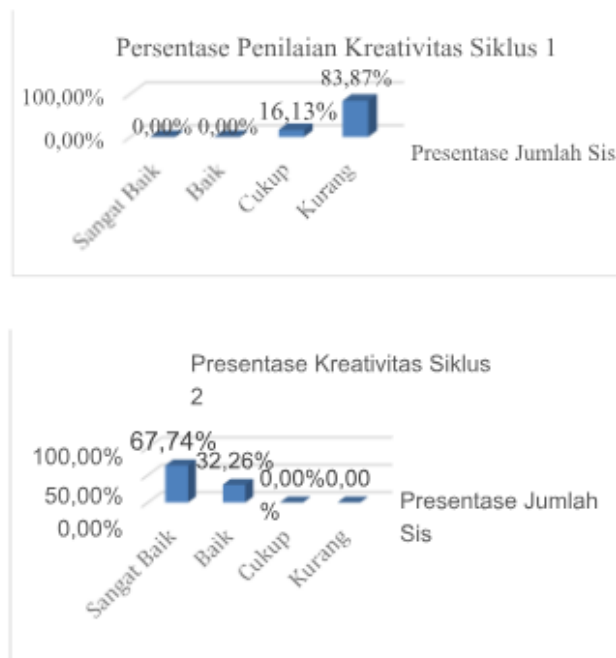 Persentase Penilaian Kreativitas Siklus 1
83,87%
100,00%
16,13%
0,00% 0,00%
0,00%
Presentase Jumlah Sis
Sangat Baik
Baik
Cukup
Kurang
Presentase Kreativitas Siklus
2
67,74%
100,00%
32,26%
50,00%
0,00% 0,00
%
0,00%
Presentase Jumlah
Sis
Sangat Baik
Baik
Cukup
Kurang